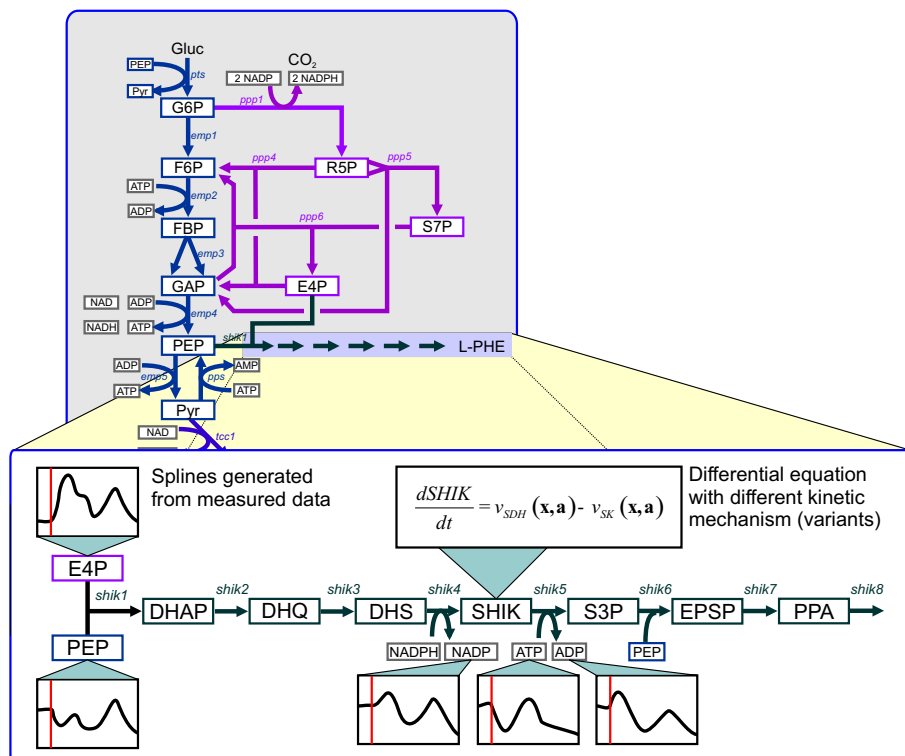 Gluc
CO2
PEP
pts
2 NADP
2 NADPH
Pyr
ppp1
G6P
emp1
ppp4
ppp5
F6P
R5P
ATP
emp2
ADP
ppp6
FBP
S7P
emp3
GAP
E4P
NAD
ADP
emp4
NADH
ATP
shik1
PEP
L-PHE
ADP
AMP
emp5
pps
ATP
ATP
Pyr
NAD
tcc1
Splines generated
from measured data
dSHIK/dt = vSDH (x,a) - vSK (x,a)
Differential equation
with different kinetic
mechanism (variants)
E4P
shik1
shik2
shik3
shik4
shik5
shik6
shik7
shik8
DHAP
DHQ
DHS
SHIK
S3P
EPSP
PPA
PEP
NADPH
NADP
ATP
ADP
PEP